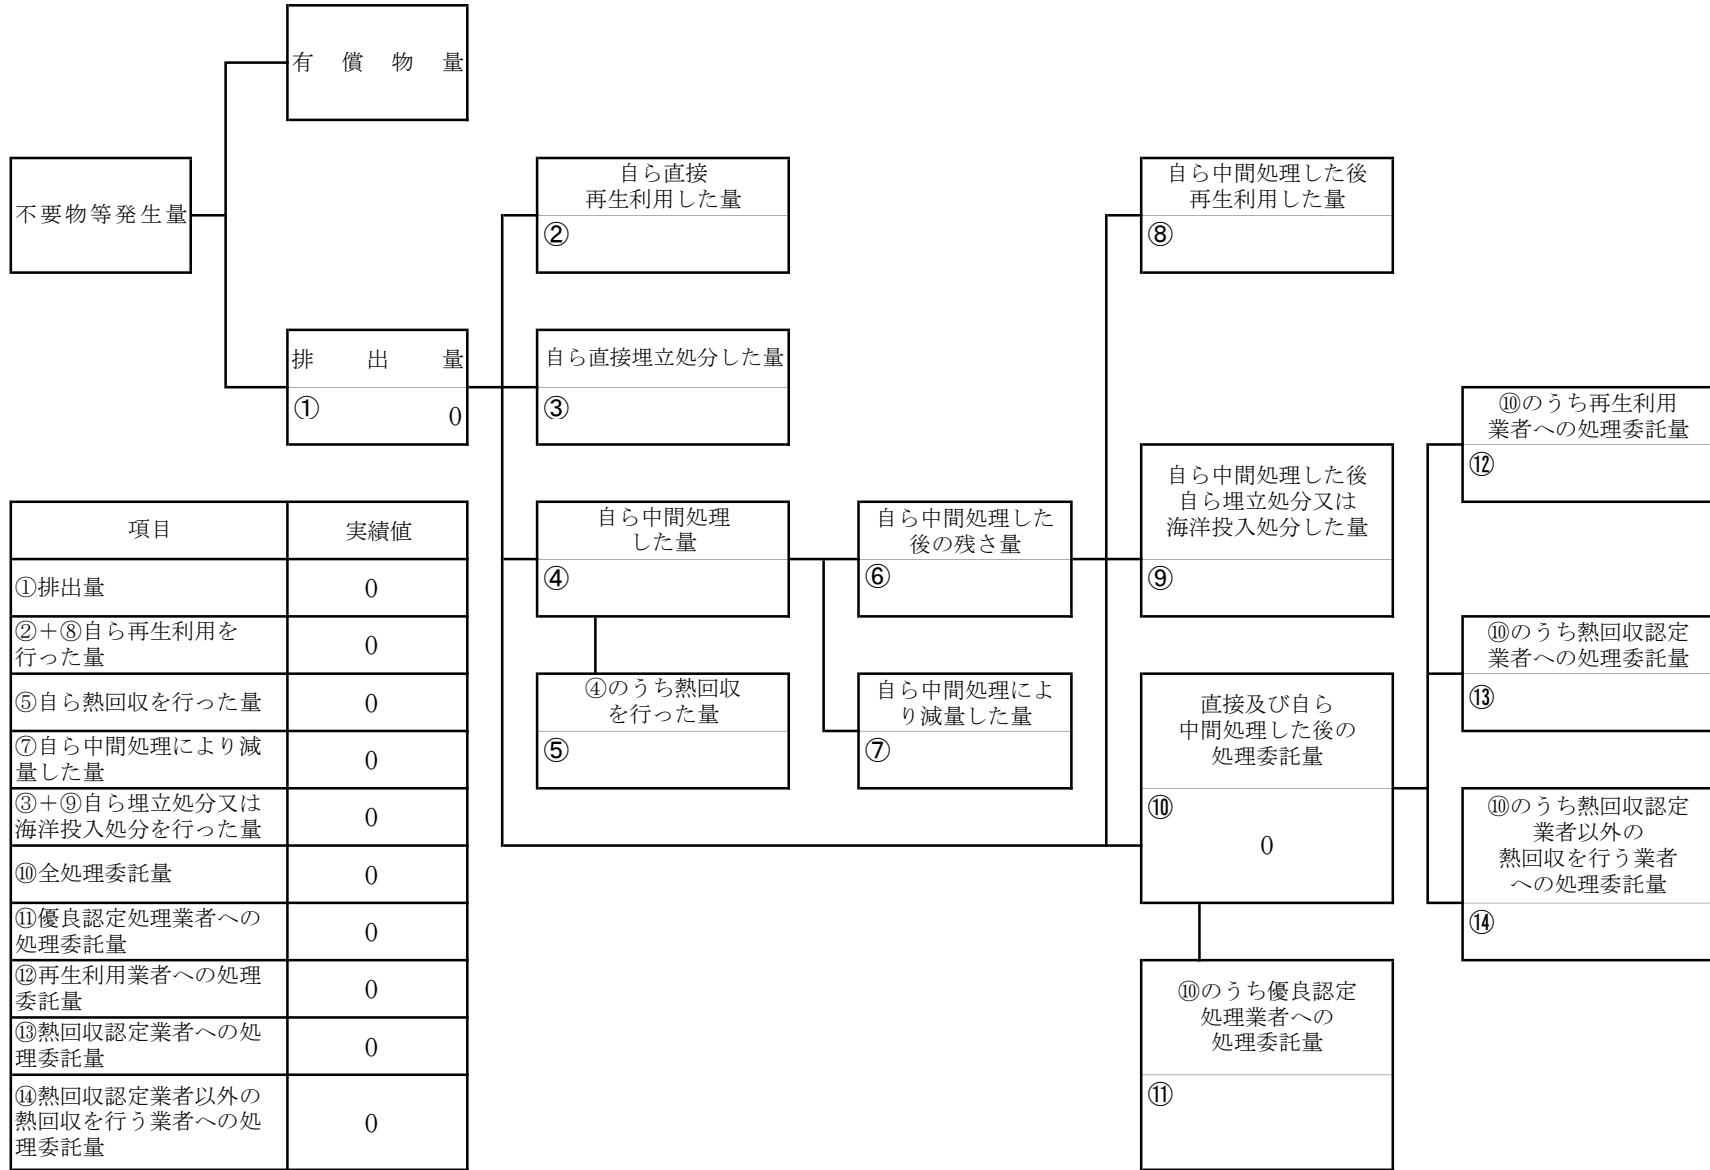 有償物量
不要物等発生量
自ら直接
再生利用した量
②
自ら中間処理した後
再生利用した量
⑧
排出量
①
0
自ら直接埋立処分した量
③
⑩のうち再生利用
業者への処理委託量
⑫
自ら中間処理
した量
④
自ら中間処理した
後の残さ量
⑥
自ら中間処理した後
自ら埋立処分又は
海洋投入処分した量
⑨
④のうち熱回収
を行った量
⑤
自ら中間処理によ
り減量した量
⑦
直接及び自ら
中間処理した後の
処理委託量
⑩
0
⑩のうち熱回収認定
業者への処理委託量
⑬
⑩のうち熱回収認定
業者以外の
熱回収を行う業者
への処理委託量
⑭
⑩のうち優良認定
処理業者への
処理委託量
⑪
項目 実績値
①排出量 0
②＋⑧自ら再生利用を
行った量 0
⑤自ら熱回収を行った量 0
⑦自ら中間処理により減
量した量 0
③＋⑨自ら埋立処分又は
海洋投入処分を行った量 0
⑩全処理委託量 0
⑪優良認定処理業者への
処理委託量 0
⑫再生利用業者への処理
委託量 0
⑬熱回収認定業者への処
理委託量 0
⑭熱回収認定業者以外の
熱回収を行う業者への処
理委託量 0